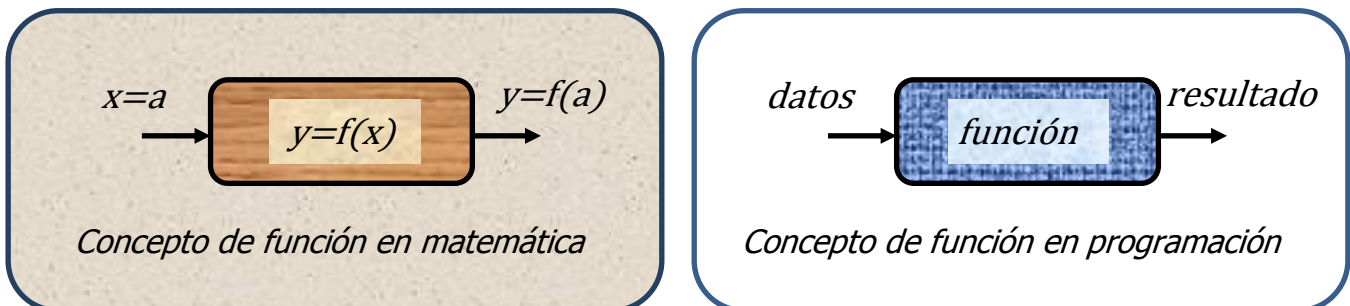 x=a
y=f(x)
y=f(a)
Concepto de función en matemática
datos
función
resultado
Concepto de función en programación